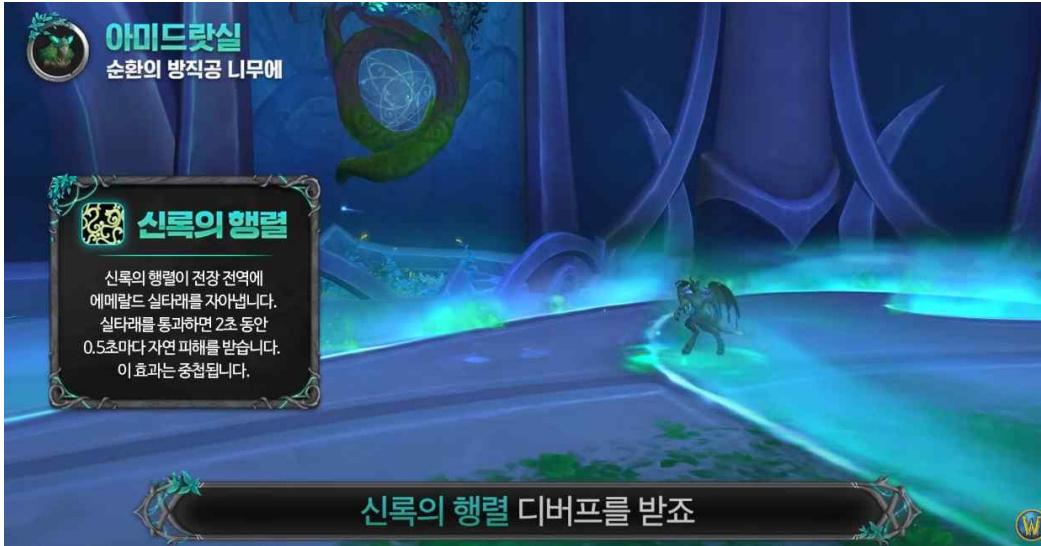 아미드랏실
순환의 방직공 니무에
신록의 행렬
신록의 행렬이 전장 전역에
에메랄드 실타래를 자아냅니다.
실타래를 통과하면 2초 동안
0.5초마다 자연 피해를 받습니다.
이 효과는 중첩됩니다.
신록의 행렬 디버프를 받죠
W